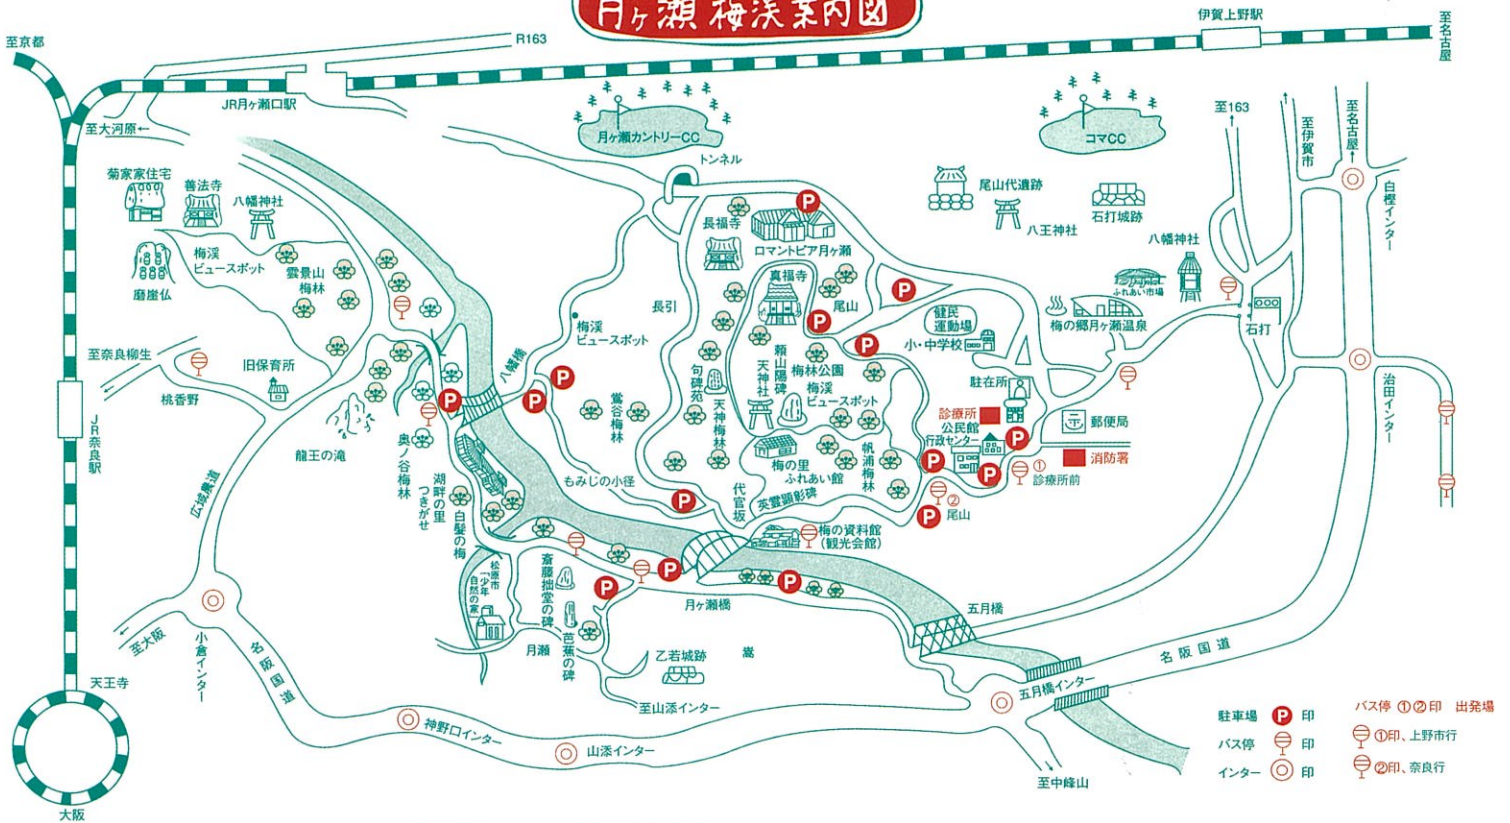 月ヶ瀬 梅渓案内図
至京都
R163
伊賀上野駅
至名古屋
JR月ヶ瀬口駅
至大河原←
月ヶ瀬カントリーCC
コマCC
トンネル
至163
至伊賀市
至名古屋
白樫インター
菊家家住宅
善法寺
八幡神社
磨崖仏
梅渓
ビュースポット
雲景山
梅林
長福寺
ロマントピア月ヶ瀬
尾山代遺跡
八王神社
石打城跡
八幡神社
ふれあい市場
梅の郷月ヶ瀬温泉
石打
真福寺
尾山
長引
梅渓
ビュースポット
健民
運動場
小・中学校
至奈良柳生
桃香野
旧保育所
龍王の滝
八幡橋
鶯谷梅林
句碑苑
天神梅林
天神社
頼山陽碑
梅林公園
梅渓
ビュースポット
駐在所
診療所
公民館
行政センター
郵便局
消防署
①
診療所前
②
尾山
治田インター
JR奈良駅
奥ノ谷梅林
湖畔の里
つきがせ
白髪の梅
もみじの小径
梅の里
ふれあい館
帆浦梅林
代官坂
英霊顕彰碑
梅の資料館
(観光会館)
広域農道
松原市
「少年
自然の家」
斎藤拙堂の碑
芭蕉の碑
月瀬
月ヶ瀬橋
五月橋
乙若城跡
嵩
至山添インター
至大阪
小倉インター
名阪国道
神野口インター
山添インター
五月橋インター
名阪国道
至中峰山
天王寺
大阪
駐車場 P 印
バス停 印
インター 印
バス停 ①②印 出発場
①印、上野市行
②印、奈良行